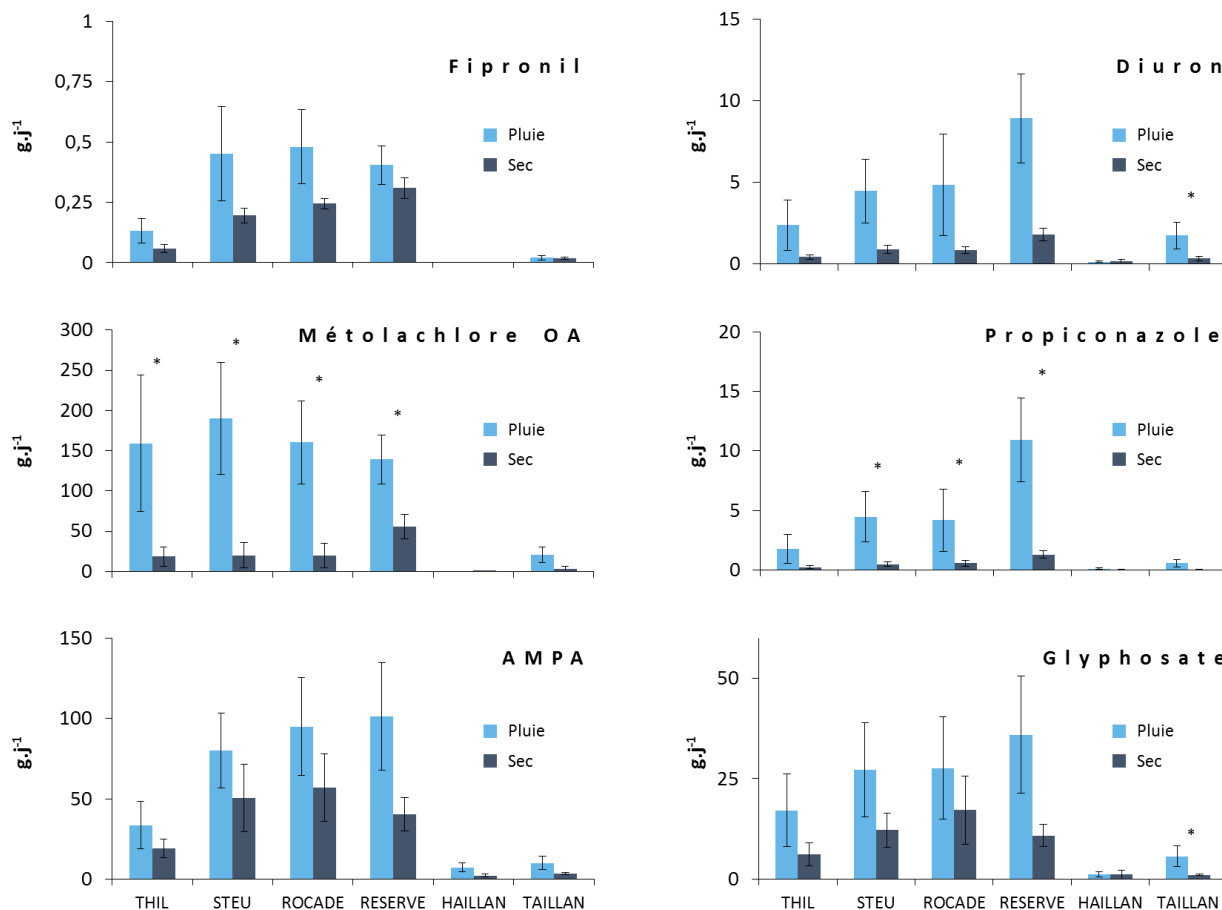 Fipronil
1
0,75
0,5
0,25
0
g.j-1
Pluie
Sec
Diuron
15
10
5
0
g.j-1
Pluie
Sec
*
Métolachlore OA
300
250
200
150
100
50
0
g.j-1
Pluie
Sec
*
*
*
*
Propiconazole
20
15
10
5
0
g.j-1
Pluie
Sec
*
*
*
AMPA
150
100
50
0
g.j-1
Pluie
Sec
THIL STEU ROCADE RESERVE HAILLAN TAILLAN
Glyphosate
50
25
0
g.j-1
Pluie
Sec
*
THIL STEU ROCADE RESERVE HAILLAN TAILLAN